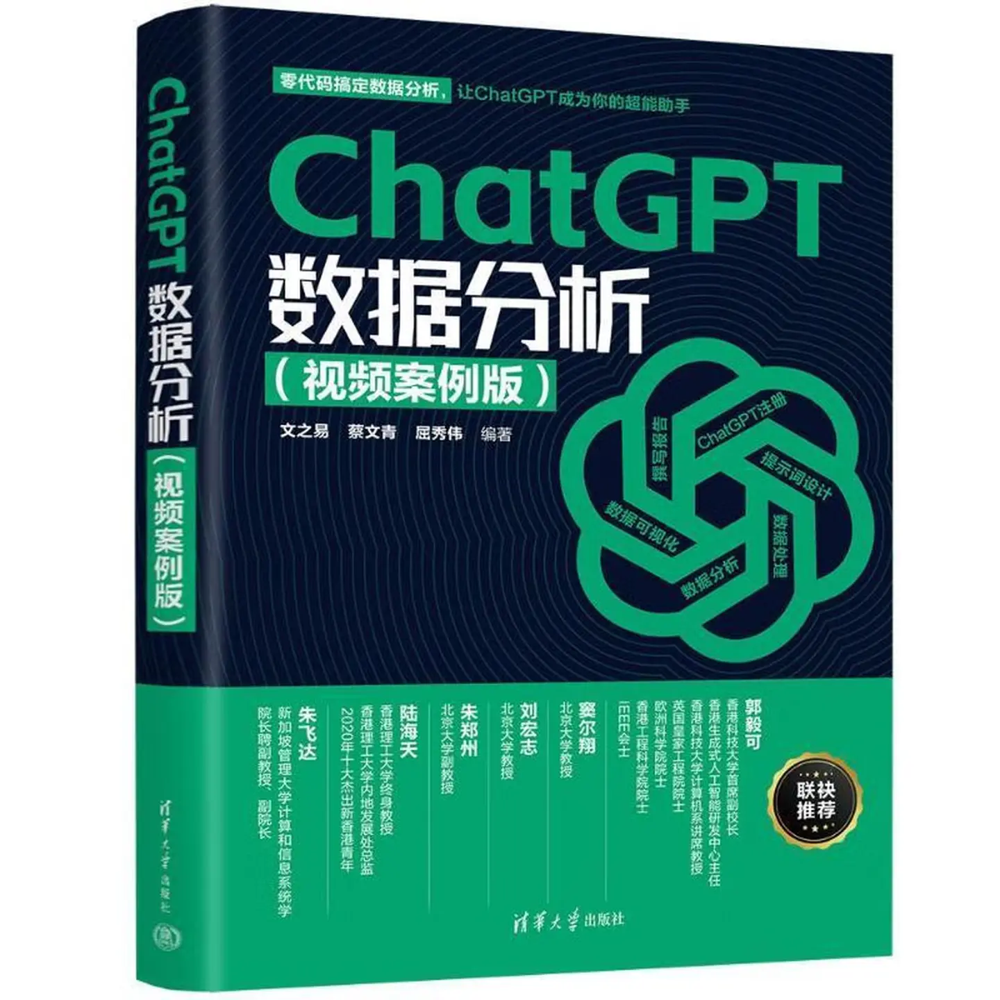 零代码搞定数据分析，让ChatGPT成为你的超能助手
ChatGPT
数据分析
（视频案例版）
文之易 蔡文青 屈秀伟 编著
ChatGPT注册
提示词设计
数据处理
数据分析
数据可视化
撰写报告
郭毅可
香港科技大学首席副校长
香港生成式人工智能研发中心主任
香港科技大学计算机系讲席教授
英国皇家工程院院士
欧洲科学院院士
香港工程科学院院士
IEEE会士
窦尔翔
北京大学教授
刘宏志
北京大学教授
朱郑州
北京大学副教授
陆海天
香港理工大学终身教授
香港理工大学内地发展处总监
2020年十大杰出新香港青年
朱飞达
新加坡管理大学计算和信息系统学
院长聘副教授、副院长
联袂
推荐
清华大学出版社
ChatGPT数据分析（视频案例版）
清华大学出版社